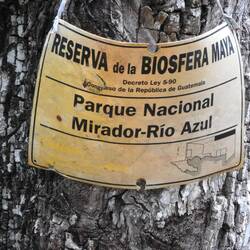 RESERVA de la BIOSFERA MAYA
Decreto Ley 5-90
Congreso de la República de Guatemala
Parque Nacional
Mirador-Río Azul